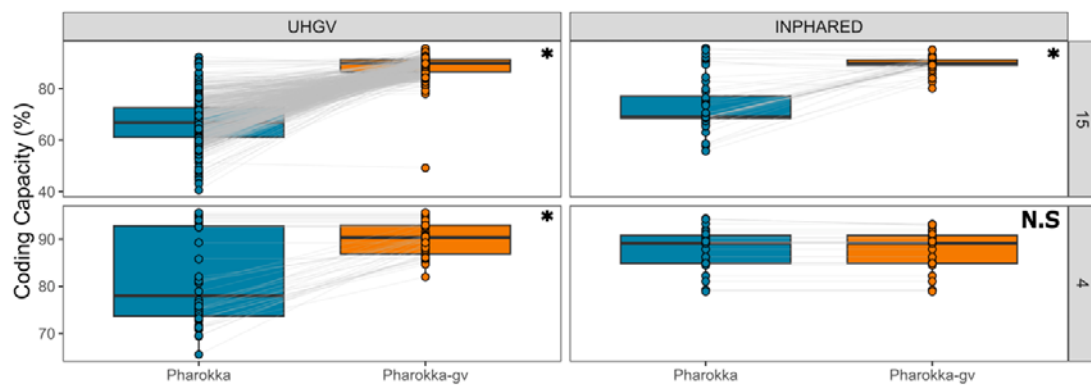 UHGV INPHARED
Coding Capacity (%)
80
60
40
*
*
15
90
80
70
*
N.S
4
Pharokka Pharokka-gv Pharokka Pharokka-gv